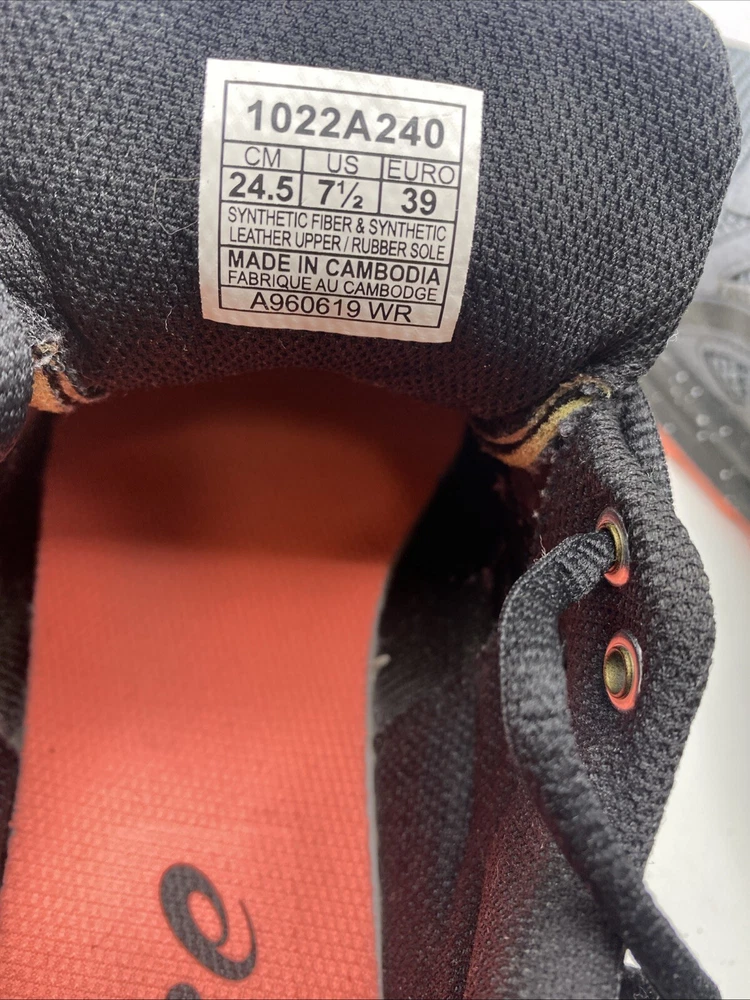 1022A240
CM US EURO
24.5 7½ 39
SYNTHETIC FIBER & SYNTHETIC
LEATHER UPPER / RUBBER SOLE
MADE IN CAMBODIA
FABRIQUE AU CAMBODGE
A960619 WR